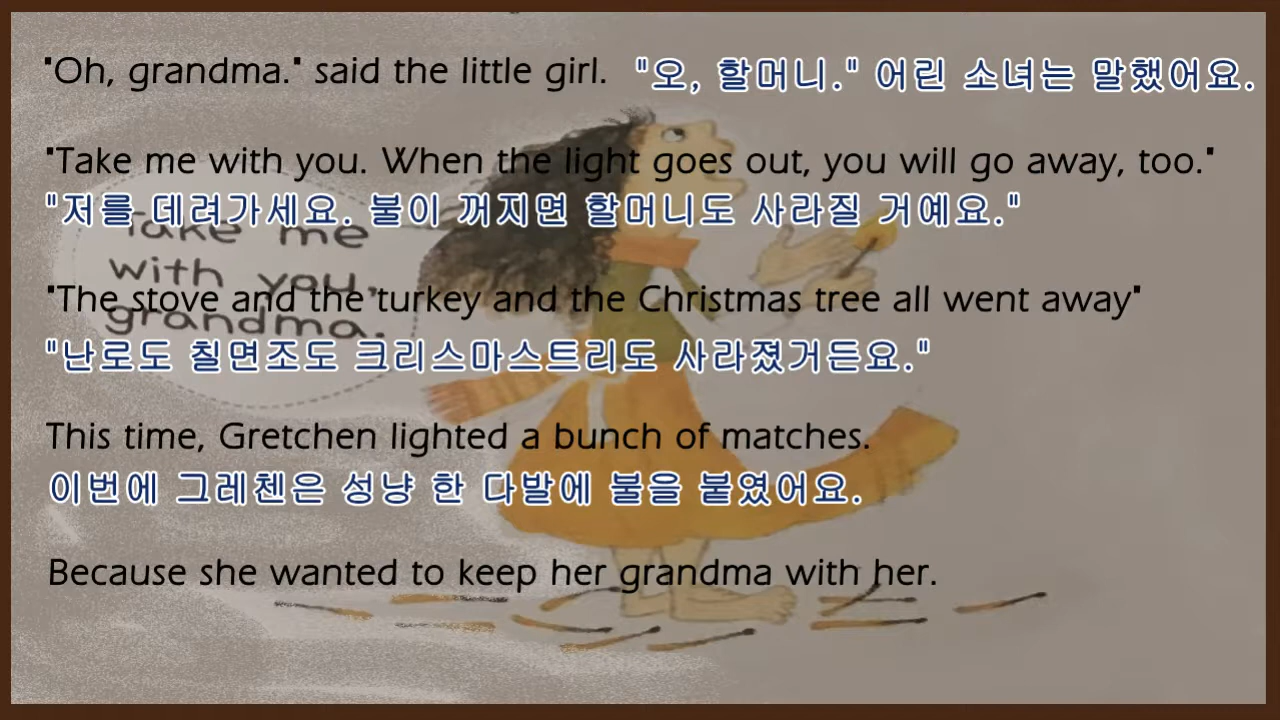 "Oh, grandma." said the little girl. "오, 할머니." 어린 소녀는 말했어요.
"Take me with you. When the light goes out, you will go away, too."
"저를 데려가세요. 불이 꺼지면 할머니도 사라질 거예요."
Take me
with you,
grandma.
"The stove and the turkey and the Christmas tree all went away"
"난로도 칠면조도 크리스마스트리도 사라졌거든요."
This time, Gretchen lighted a bunch of matches.
이번에 그레첸은 성냥 한 다발에 불을 붙였어요.
Because she wanted to keep her grandma with her.